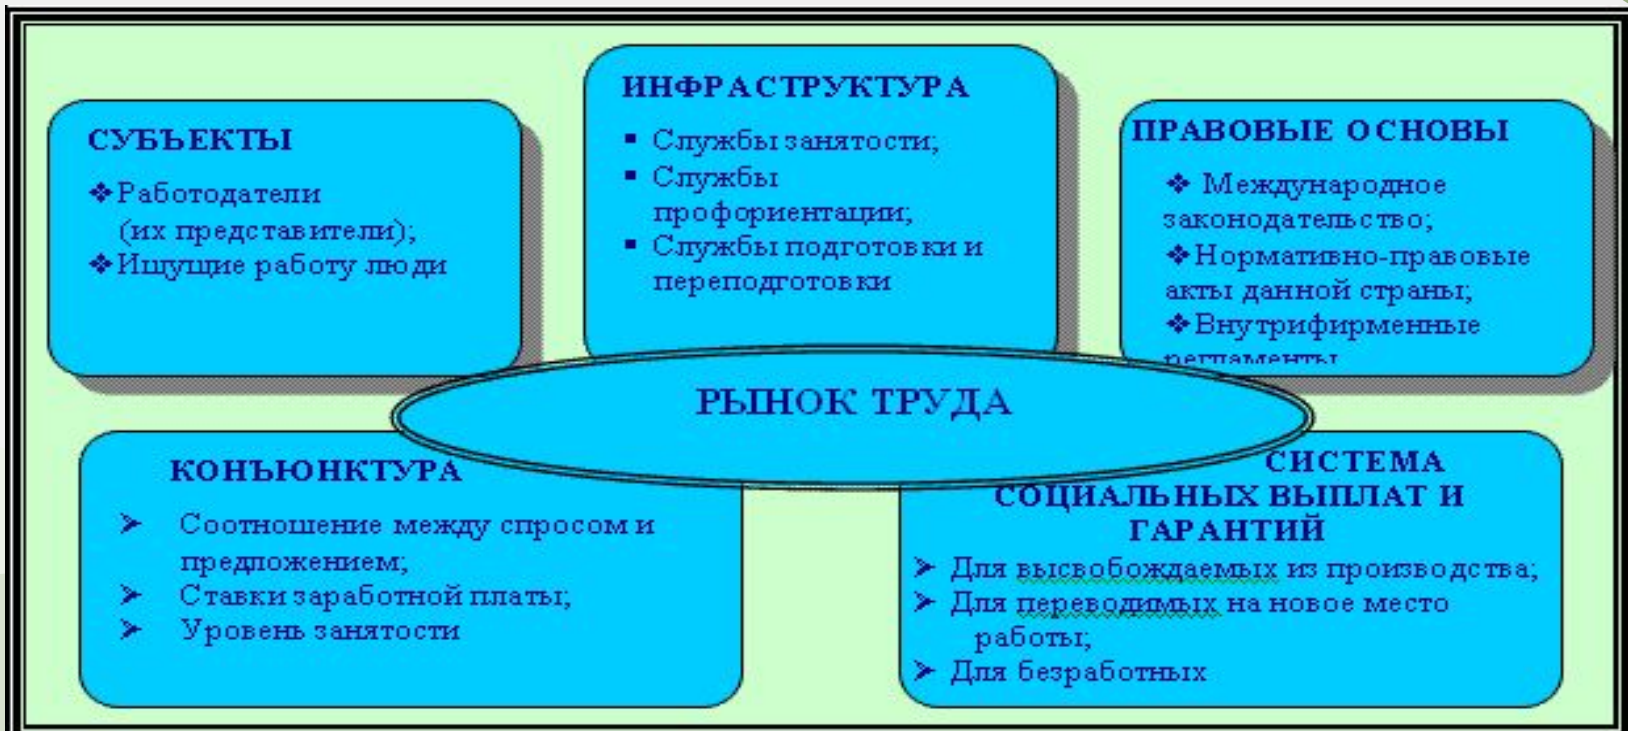 СУБЪЕКТЫ
❖Работодатели
(их представители);
❖Ищущие работу люди
ИНФРАСТРУКТУРА
▪ Службы занятости;
▪ Службы
профориентации;
▪ Службы подготовки и
переподготовки
ПРАВОВЫЕ ОСНОВЫ
❖ Международное
законодательство;
❖Нормативно-правовые
акты данной страны;
❖Внутрифирменные
регламенты
РЫНОК ТРУДА
КОНЪЮНКТУРА
➢ Соотношение между спросом и
предложением;
➢ Ставки заработной платы;
➢ Уровень занятости
СИСТЕМА
СОЦИАЛЬНЫХ ВЫПЛАТ И
ГАРАНТИЙ
➢ Для высвобождаемых из производства;
➢ Для переводимых на новое место
работы;
➢ Для безработных